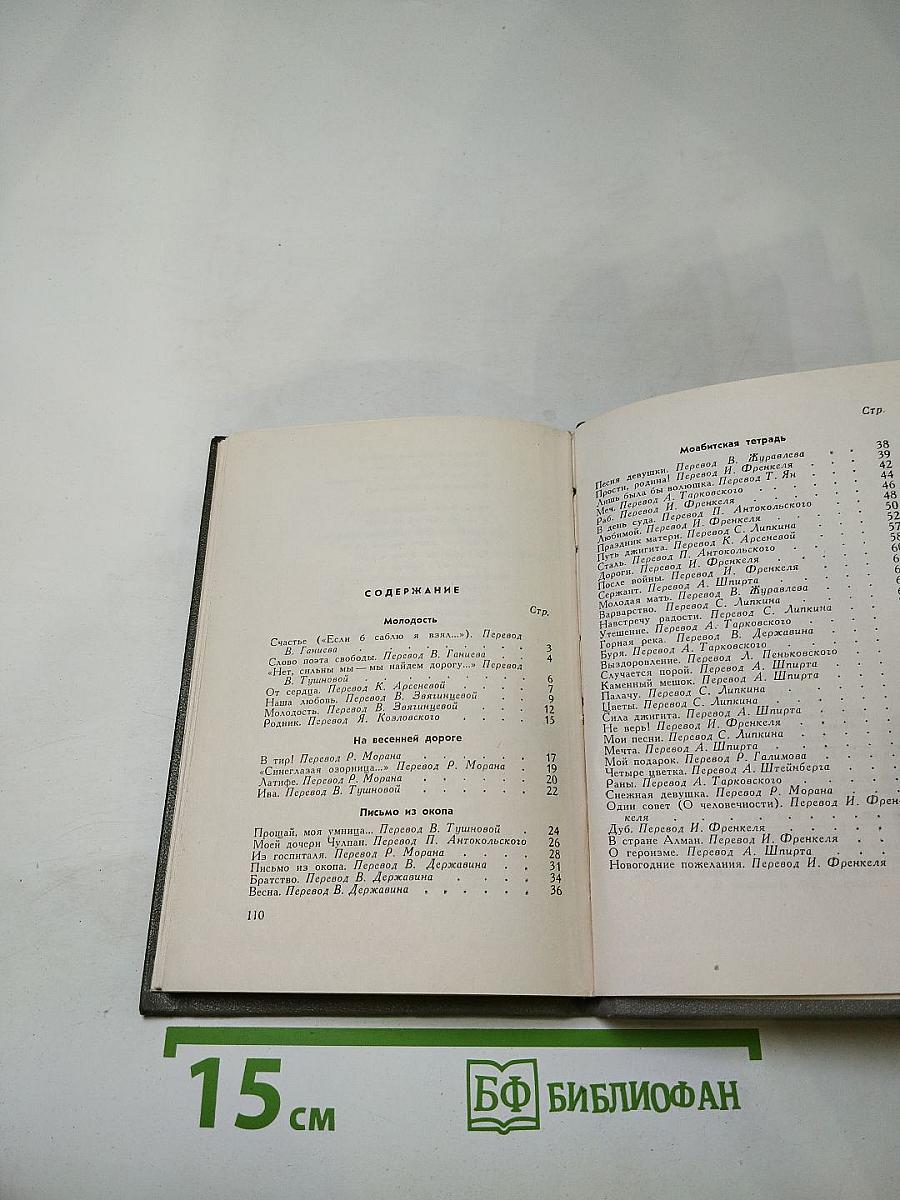 СОДЕРЖАНИЕ
Стр.
Молодость
Счастье («Если б саблю я взял...»). Перевод
В. Ганиева . . . . . . . . . 3
Слово поэта свободы. Перевод В. Ганиева . . . 4
«Нет, сильны мы — мы найдем дорогу...» Перевод
В. Тушновой . . . . . . . . 6
От сердца. Перевод К. Арсеневой . . . . 7
Наша любовь. Перевод В. Звягинцевой . . . 9
Молодость. Перевод В. Звягинцевой . . . . 12
Родник. Перевод Я. Козловского . . . . 15
На весенней дороге
В тир! Перевод Р. Морана . . . . . . 17
«Синеглазая озорница...» Перевод Р. Морана . . 19
Латифе. Перевод Р. Морана . . . . . . 20
Ива. Перевод В. Тушновой . . . . . . 22
Письмо из окопа
Прощай, моя умница... Перевод В. Тушновой . 24
Моей дочери Чулпан. Перевод П. Антокольского 26
Из госпиталя. Перевод Р. Морана . . . . 28
Письмо из окопа. Перевод В. Державина . . 31
Братство. Перевод В. Державина . . . . 34
Весна. Перевод В. Державина . . . . . . 36
110
Стр.
Моабитская тетрадь
Песня девушки. Перевод В. Журавлева . . 38
Прости, родина! Перевод И. Френкеля . . . 39
Лишь была бы волюшка. Перевод Т. Ян . . . 42
Меч. Перевод А. Тарковского . . . . . 44
Раб. Перевод И. Френкеля . . . . . 46
В день суда. Перевод П. Антокольского . . . 48
Любимой. Перевод И. Френкеля . . . . 50
Праздник матери. Перевод С. Липкина . . . 52
Путь джигита. Перевод К. Арсеневой . . . 57
Сталь. Перевод П. Антокольского . . . . 58
Дороги. Перевод И. Френкеля . . . .
После войны. Перевод И. Френкеля . . .
Сержант. Перевод А. Шпирта . . . .
Молодая мать. Перевод В. Журавлева . . .
Варварство. Перевод С. Липкина . . . .
Навстречу радости. Перевод С. Липкина . . .
Утешение. Перевод А. Тарковского . . . .
Горная река. Перевод В. Державина . . .
Буря. Перевод А. Тарковского . . . . .
Выздоровление. Перевод Л. Пеньковского . . .
Случается порой. Перевод А. Шпирта . . .
Каменный мешок. Перевод А. Шпирта . . .
Палачу. Перевод С. Липкина . . . . .
Цветы. Перевод С. Липкина . . . . .
Сила джигита. Перевод А. Шпирта . . . .
Не верь! Перевод И. Френкеля . . . .
Мои песни. Перевод С. Липкина . . . .
Мечта. Перевод А. Шпирта . . . . .
Мой подарок. Перевод Р. Галимова . . . .
Четыре цветка. Перевод А. Штейнберга . . .
Раны. Перевод А. Тарковского . . . . .
Снежная девушка. Перевод Р. Морана . . .
Один совет (О человечности). Перевод И. Френ-
келя . . . . . . . .
Дуб. Перевод И. Френкеля . . . . .
В стране Алман. Перевод И. Френкеля . . .
О героизме. Перевод А. Шпирта . . . .
Новогодние пожелания. Перевод И. Френкеля
15 см
БФ БИБЛИОФАН